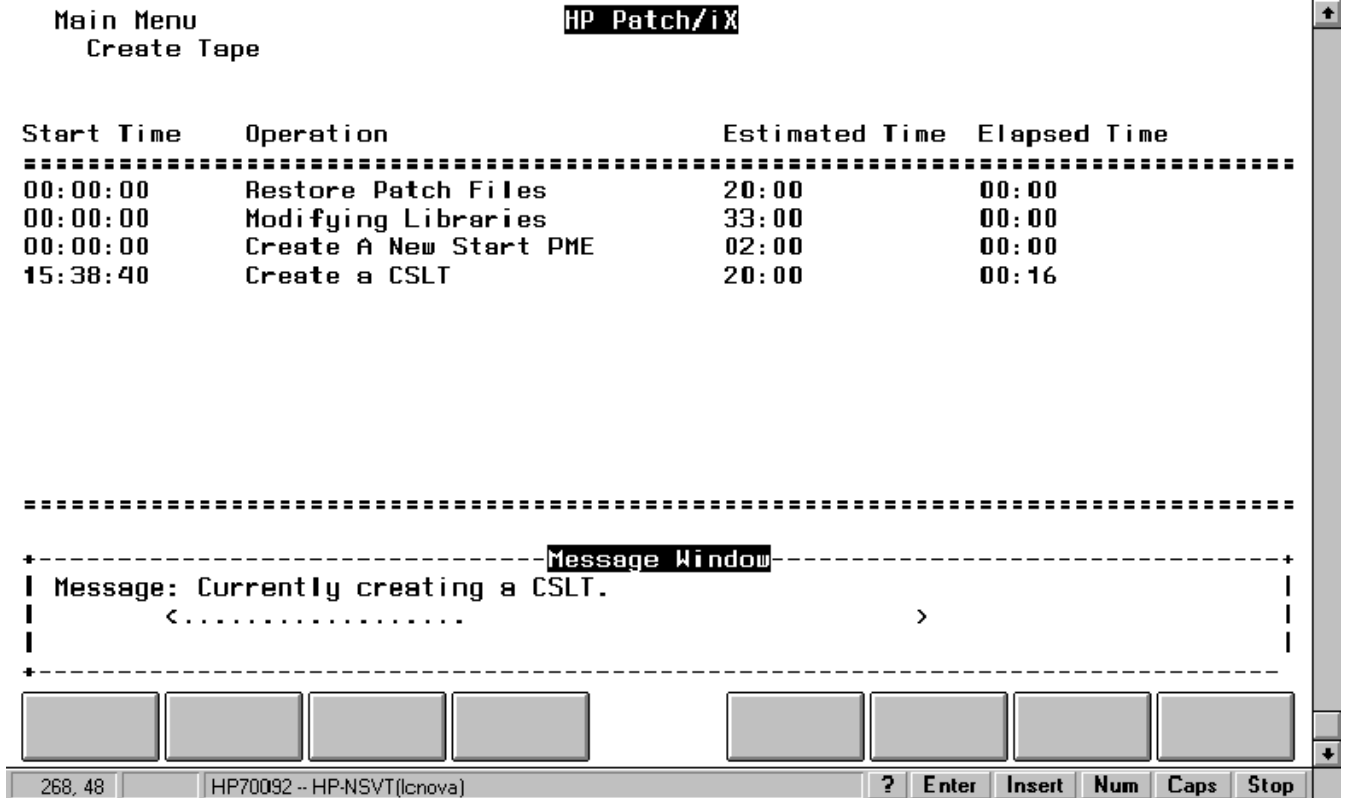 Main Menu HP Patch/iX
Create Tape
Start Time Operation Estimated Time Elapsed Time
================================================================================
00:00:00 Restore Patch Files 20:00 00:00
00:00:00 Modifying Libraries 33:00 00:00
00:00:00 Create A New Start PME 02:00 00:00
15:38:40 Create a CSLT 20:00 00:16
================================================================================
+--------------------------------Message Window--------------------------------+
| Message: Currently creating a CSLT. |
| <.................. > |
| |
+------------------------------------------------------------------------------
268, 48 HP70092 -- HP-NSVT(lcnova) ? Enter Insert Num Caps Stop